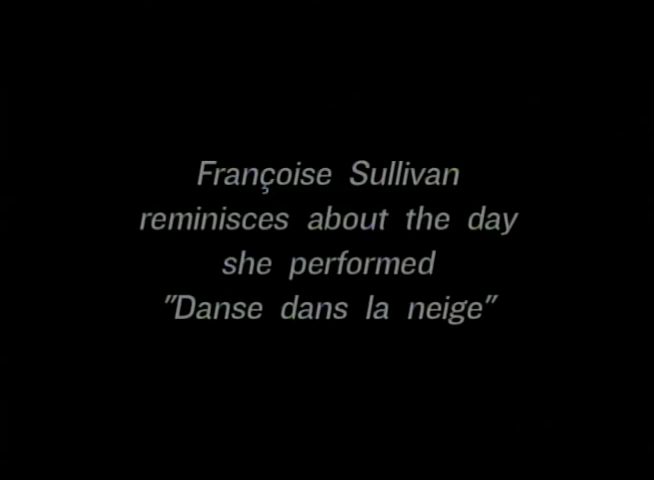 Françoise Sullivan
reminisces about the day
she performed
"Danse dans la neige"